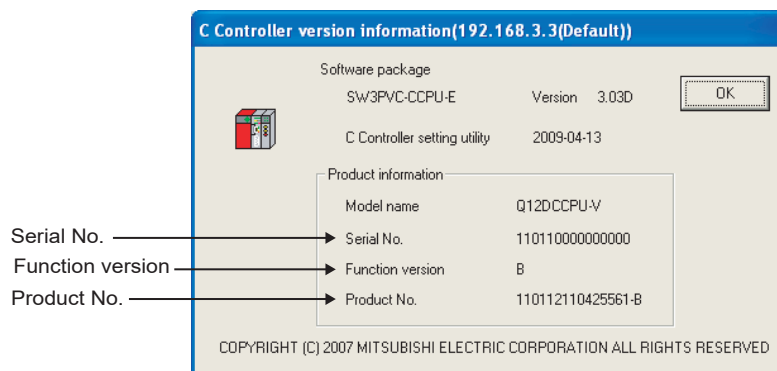 C Controller version information(192.168.3.3(Default))
Software package
SW3PVC-CCPU-E Version 3.03D
OK
C Controller setting utility 2009-04-13
Product information
Model name Q12DCCPU-V
Serial No. Serial No. 110110000000000
Function version Function version B
Product No. Product No. 110112110425561-B
COPYRIGHT (C) 2007 MITSUBISHI ELECTRIC CORPORATION ALL RIGHTS RESERVED